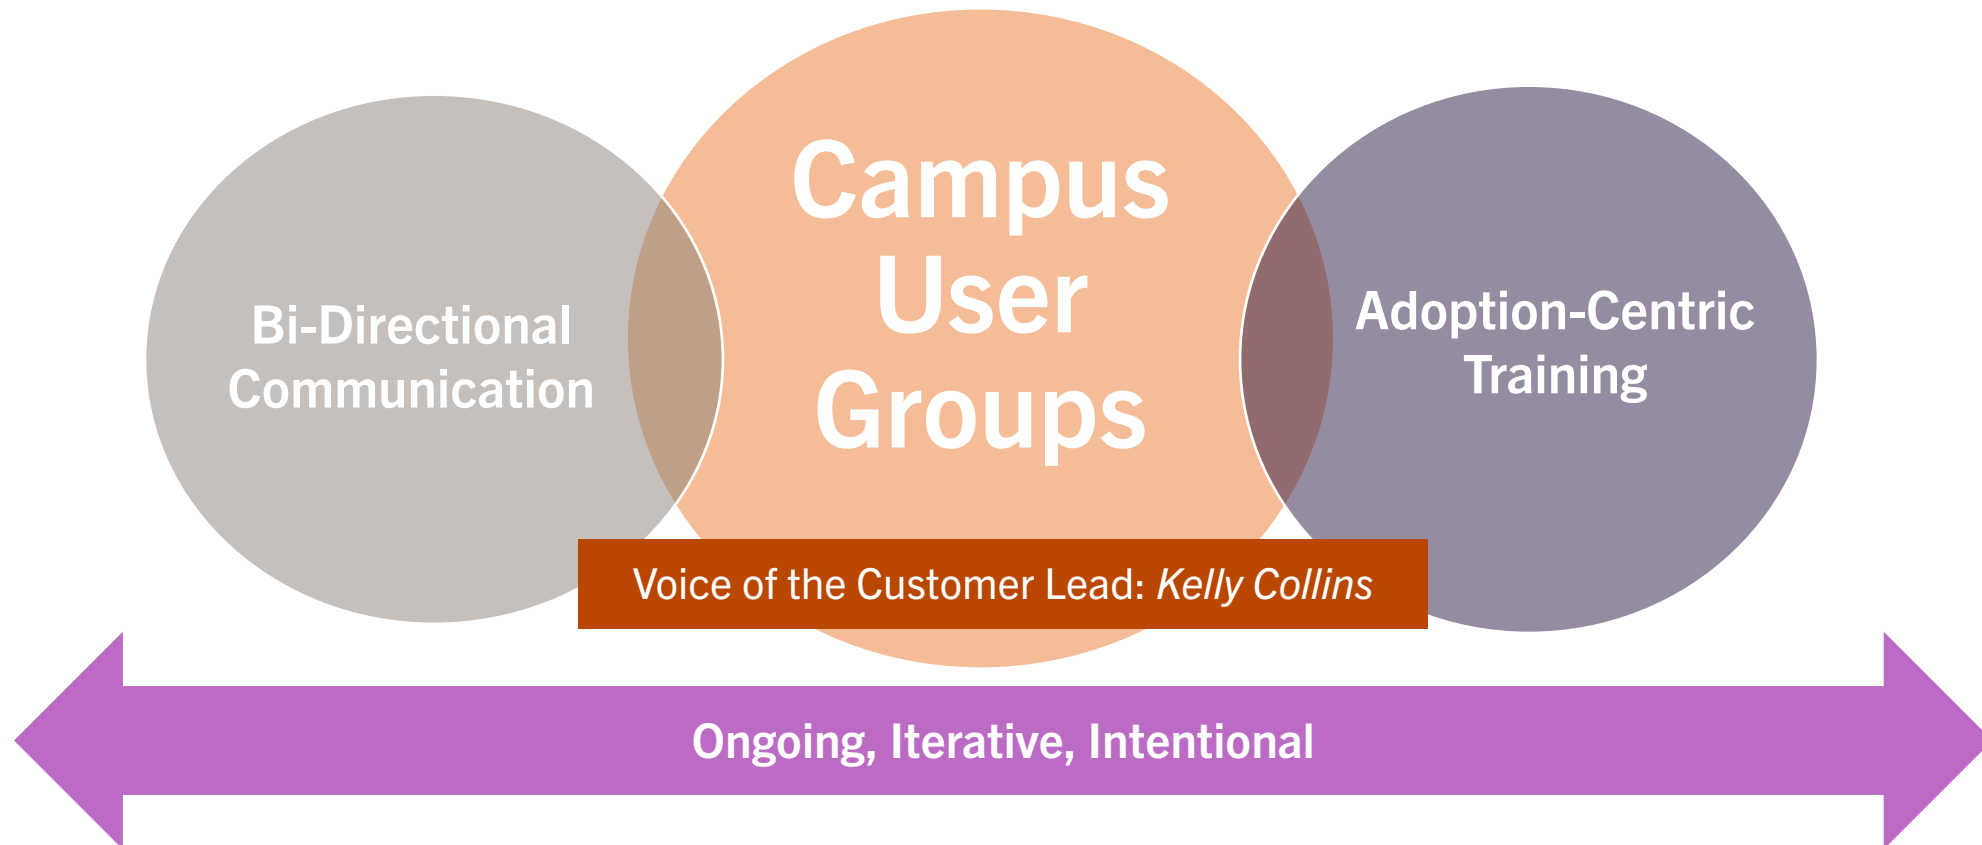 Campus
User
Groups
Bi-Directional
Communication
Adoption-Centric
Training
Voice of the Customer Lead: Kelly Collins
Ongoing, Iterative, Intentional